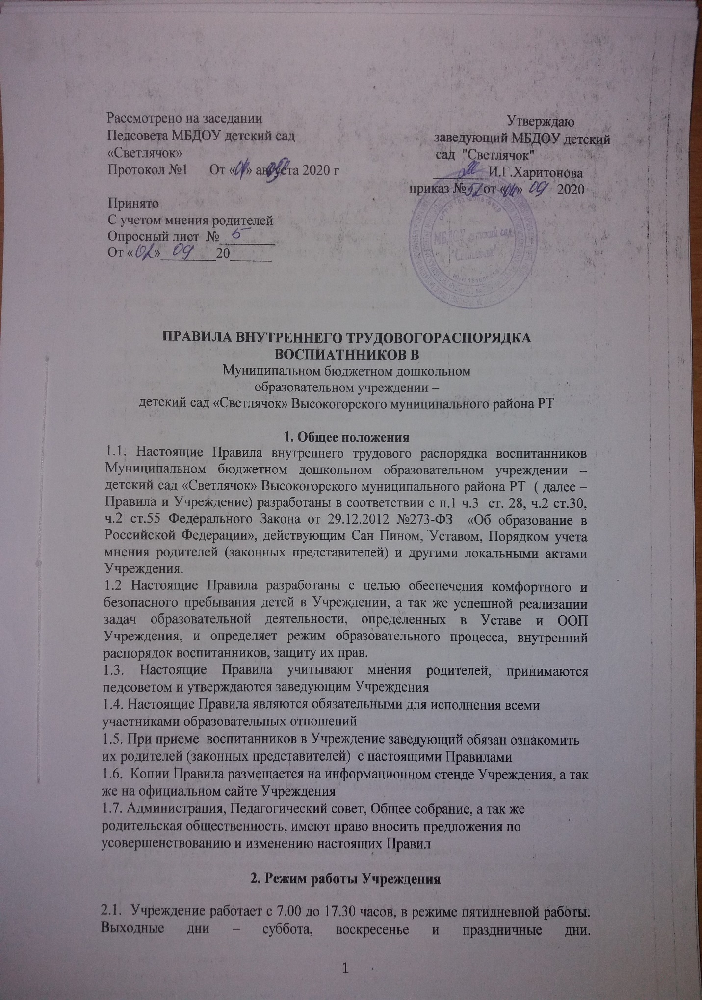 Рассмотрено на заседании
Педсовета МБДОУ детский сад
«Светлячок»
Протокол №1 От « » августа 2020 г
Принято
С учетом мнения родителей
Опросный лист № 5
От «02» 09 20
Утверждаю
заведующий МБДОУ детский
сад "Светлячок"
И.Г.Харитонова
приказ №52 от « » 09 2020
МБДОУ детский сад
"Светлячок"
ПРАВИЛА ВНУТРЕННЕГО ТРУДОВОГОРАСПОРЯДКА
ВОСПИАТННИКОВ В
Муниципальном бюджетном дошкольном
образовательном учреждении –
детский сад «Светлячок» Высокогорского муниципального района РТ
1. Общее положения
1.1. Настоящие Правила внутреннего трудового распорядка воспитанников
Муниципальном бюджетном дошкольном образовательном учреждении –
детский сад «Светлячок» Высокогорского муниципального района РТ ( далее –
Правила и Учреждение) разработаны в соответствии с п.1 ч.3 ст. 28, ч.2 ст.30,
ч.2 ст.55 Федерального Закона от 29.12.2012 №273-ФЗ «Об образование в
Российской Федерации», действующим Сан Пином, Уставом, Порядком учета
мнения родителей (законных представителей) и другими локальными актами
Учреждения.
1.2 Настоящие Правила разработаны с целью обеспечения комфортного и
безопасного пребывания детей в Учреждении, а так же успешной реализации
задач образовательной деятельности, определенных в Уставе и ООП
Учреждения, и определяет режим образовательного процесса, внутренний
распорядок воспитанников, защиту их прав.
1.3. Настоящие Правила учитывают мнения родителей, принимаются
педсоветом и утверждаются заведующим Учреждения
1.4. Настоящие Правила являются обязательными для исполнения всеми
участниками образовательных отношений
1.5. При приеме воспитанников в Учреждение заведующий обязан ознакомить
их родителей (законных представителей) с настоящими Правилами
1.6. Копии Правила размещается на информационном стенде Учреждения, а так
же на официальном сайте Учреждения
1.7. Администрация, Педагогический совет, Общее собрание, а так же
родительская общественность, имеют право вносить предложения по
усовершенствованию и изменению настоящих Правил
2. Режим работы Учреждения
2.1. Учреждение работает с 7.00 до 17.30 часов, в режиме пятидневной работы.
Выходные дни – суббота, воскресенье и праздничные дни.
1